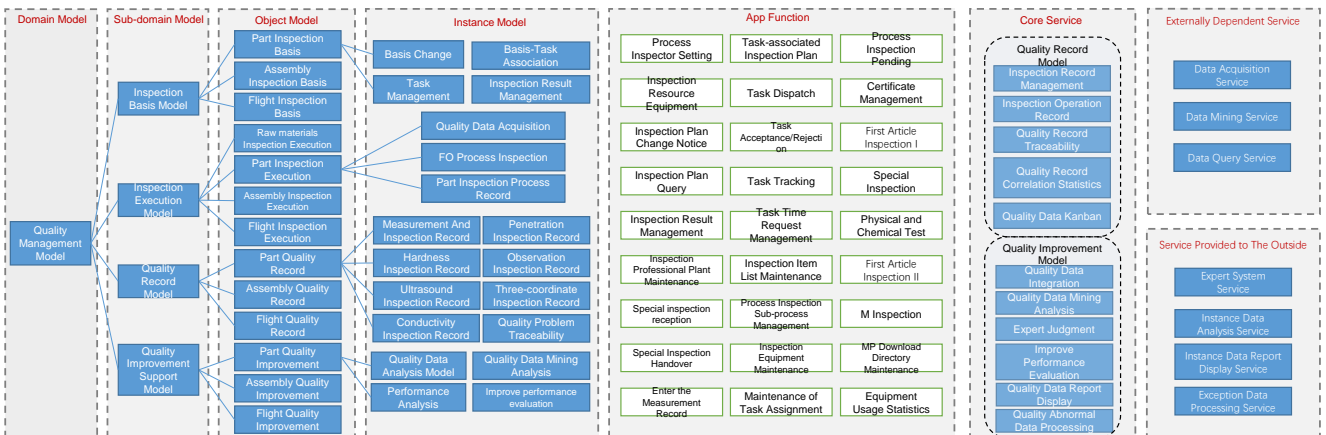 Domain Model
Quality
Management
Model
Sub-domain Model
Inspection
Basis Model
Inspection
Execution
Model
Quality
Record
Model
Quality
Improvement
Support
Model
Object Model
Part Inspection
Basis
Assembly
Inspection Basis
Flight Inspection
Basis
Raw materials
Inspection Execution
Part Inspection
Execution
Assembly Inspection
Execution
Flight Inspection
Execution
Part Quality
Record
Assembly Quality
Record
Flight Quality
Record
Part Quality
Improvement
Assembly Quality
Improvement
Flight Quality
Improvement
Instance Model
Basis Change
Basis-Task
Association
Task
Management
Inspection Result
Management
Quality Data Acquisition
FO Process Inspection
Part Inspection Process
Record
Measurement And
Inspection Record
Penetration
Inspection Record
Hardness
Inspection Record
Observation
Inspection Record
Ultrasound
Inspection Record
Three-coordinate
Inspection Record
Conductivity
Inspection Record
Quality Problem
Traceability
Quality Data
Analysis Model
Quality Data Mining
Analysis
Performance
Analysis
Improve performance
evaluation
App Function
Process
Inspector Setting
Task-associated
Inspection Plan
Process
Inspection
Pending
Inspection
Resource
Equipment
Task Dispatch
Certificate
Management
Inspection Plan
Change Notice
Task
Acceptance/Rejecti
on
First Article
Inspection I
Inspection Plan
Query
Task Tracking
Special
Inspection
Inspection Result
Management
Task Time
Request
Management
Physical and
Chemical Test
Inspection
Professional Plant
Maintenance
Inspection Item
List Maintenance
First Article
Inspection II
Special inspection
reception
Process Inspection
Sub-process
Management
M Inspection
Special Inspection
Handover
Inspection
Equipment
Maintenance
MP Download
Directory
Maintenance
Enter the
Measurement
Record
Maintenance of
Task Assignment
Equipment
Usage Statistics
Core Service
Quality Record
Model
Inspection Record
Management
Inspection Operation
Record
Quality Record
Traceability
Quality Record
Correlation Statistics
Quality Data Kanban
Quality Improvement
Model
Quality Data
Integration
Quality Data Mining
Analysis
Expert Judgment
Improve
Performance
Evaluation
Quality Data Report
Display
Quality Abnormal
Data Processing
Externally Dependent Service
Data Acquisition
Service
Data Mining Service
Data Query Service
Service Provided to The Outside
Expert System
Service
Instance Data
Analysis Service
Instance Data Report
Display Service
Exception Data
Processing Service